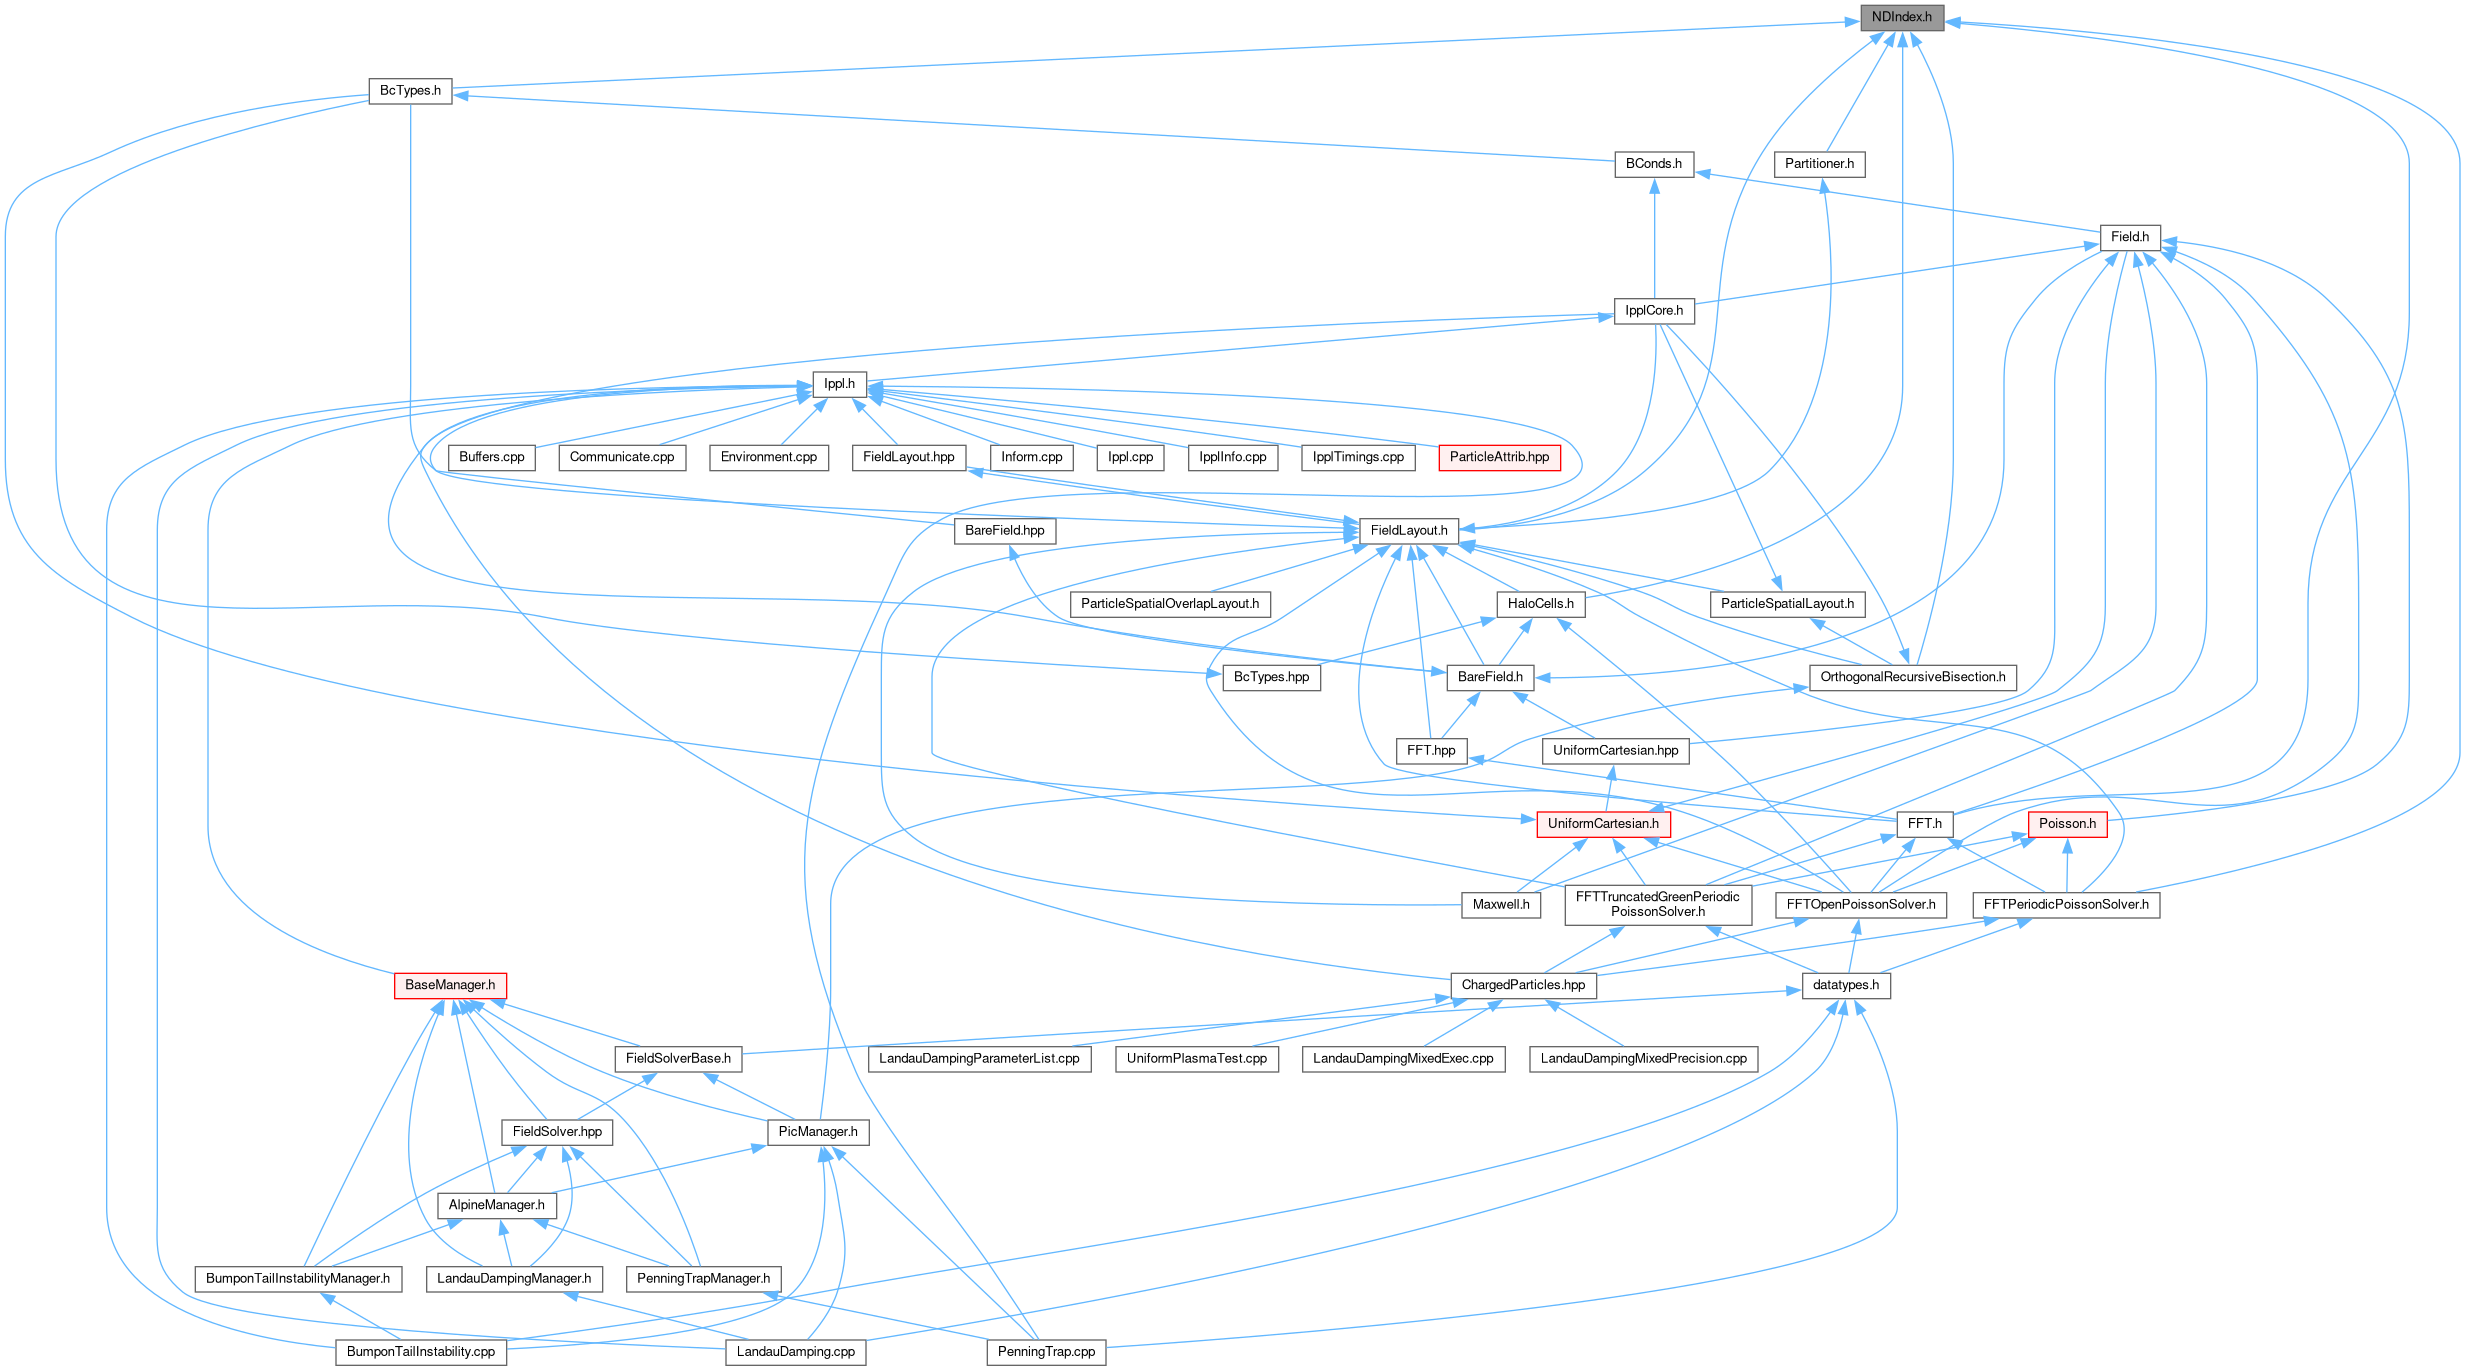 NDIndex.h
BcTypes.h
BConds.h
Partitioner.h
Field.h
IpplCore.h
Ippl.h
Buffers.cpp
Communicate.cpp
Environment.cpp
FieldLayout.hpp
Inform.cpp
Ippl.cpp
IpplInfo.cpp
IpplTimings.cpp
ParticleAttrib.hpp
BareField.hpp
FieldLayout.h
ParticleSpatialOverlapLayout.h
HaloCells.h
ParticleSpatialLayout.h
BcTypes.hpp
BareField.h
OrthogonalRecursiveBisection.h
FFT.hpp
UniformCartesian.hpp
UniformCartesian.h
FFT.h
Poisson.h
Maxwell.h
FFTTruncatedGreenPeriodic
PoissonSolver.h
FFTOpenPoissonSolver.h
FFTPeriodicPoissonSolver.h
BaseManager.h
ChargedParticles.hpp
datatypes.h
FieldSolverBase.h
LandauDampingParameterList.cpp
UniformPlasmaTest.cpp
LandauDampingMixedExec.cpp
LandauDampingMixedPrecision.cpp
FieldSolver.hpp
PicManager.h
AlpineManager.h
BumponTailInstabilityManager.h
LandauDampingManager.h
PenningTrapManager.h
BumponTailInstability.cpp
LandauDamping.cpp
PenningTrap.cpp